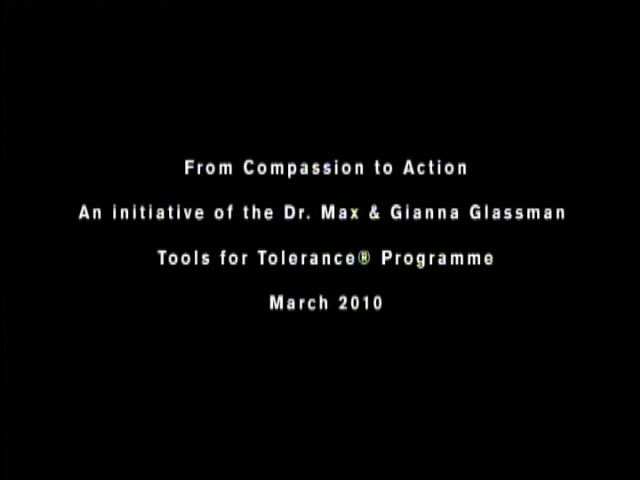 From Compassion to Action
An initiative of the Dr. Max & Gianna Glassman
Tools for Tolerance® Programme
March 2010